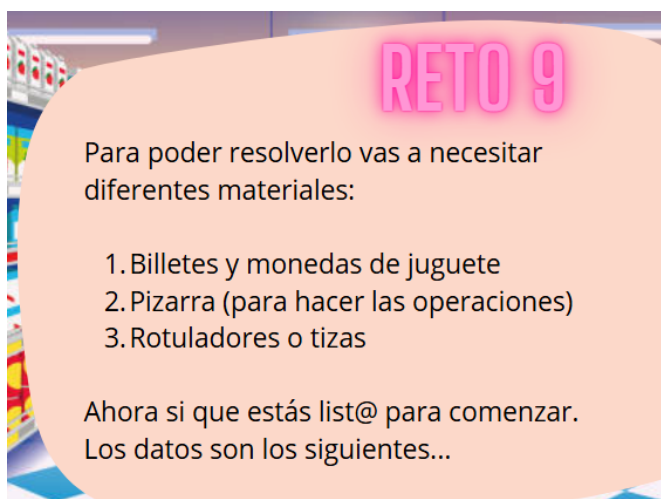 RETO 9
Para poder resolverlo vas a necesitar
diferentes materiales:
1. Billetes y monedas de juguete
2. Pizarra (para hacer las operaciones)
3. Rotuladores o tizas
Ahora si que estás list@ para comenzar.
Los datos son los siguientes...